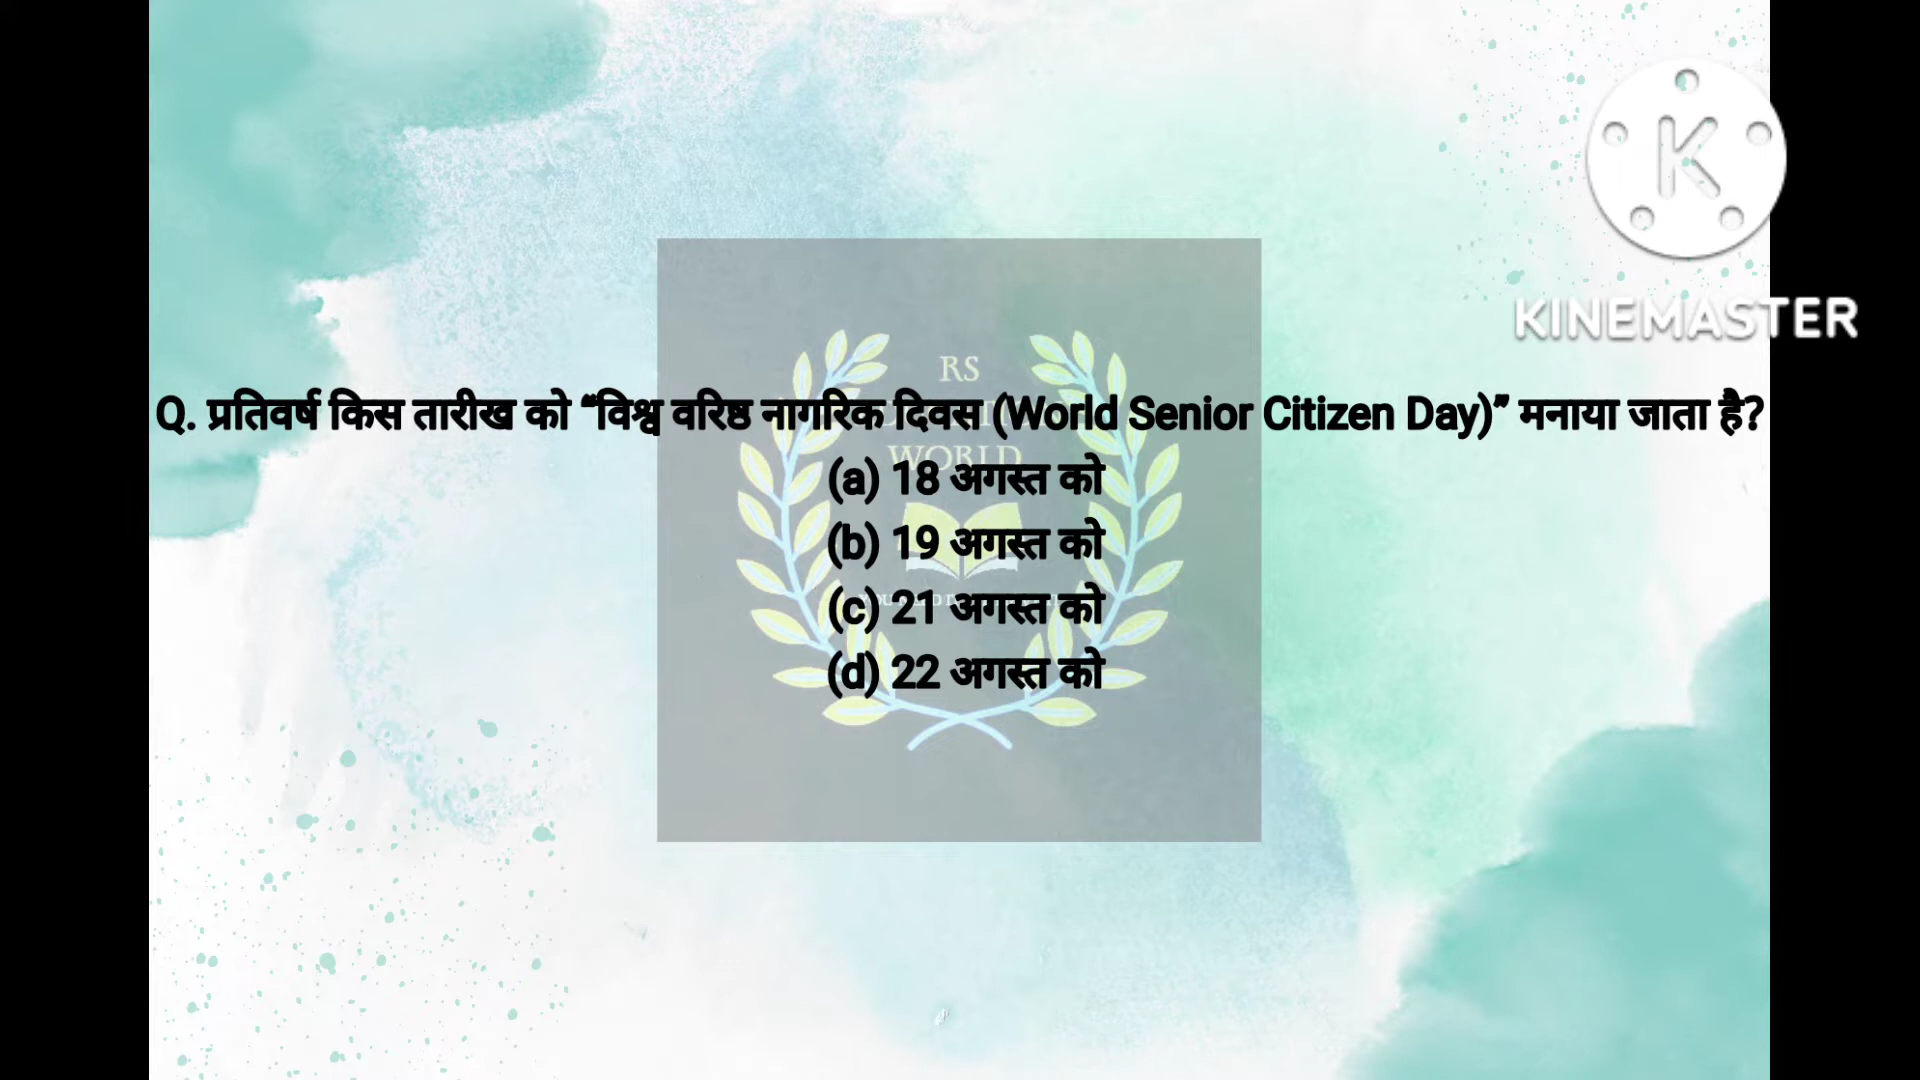 KINEMASTER
RS
Q. प्रतिवर्ष किस तारीख को “विश्व वरिष्ठ नागरिक दिवस (World Senior Citizen Day)” मनाया जाता है?
WORLD
(a) 18 अगस्त को
(b) 19 अगस्त को
(c) 21 अगस्त को
(d) 22 अगस्त को